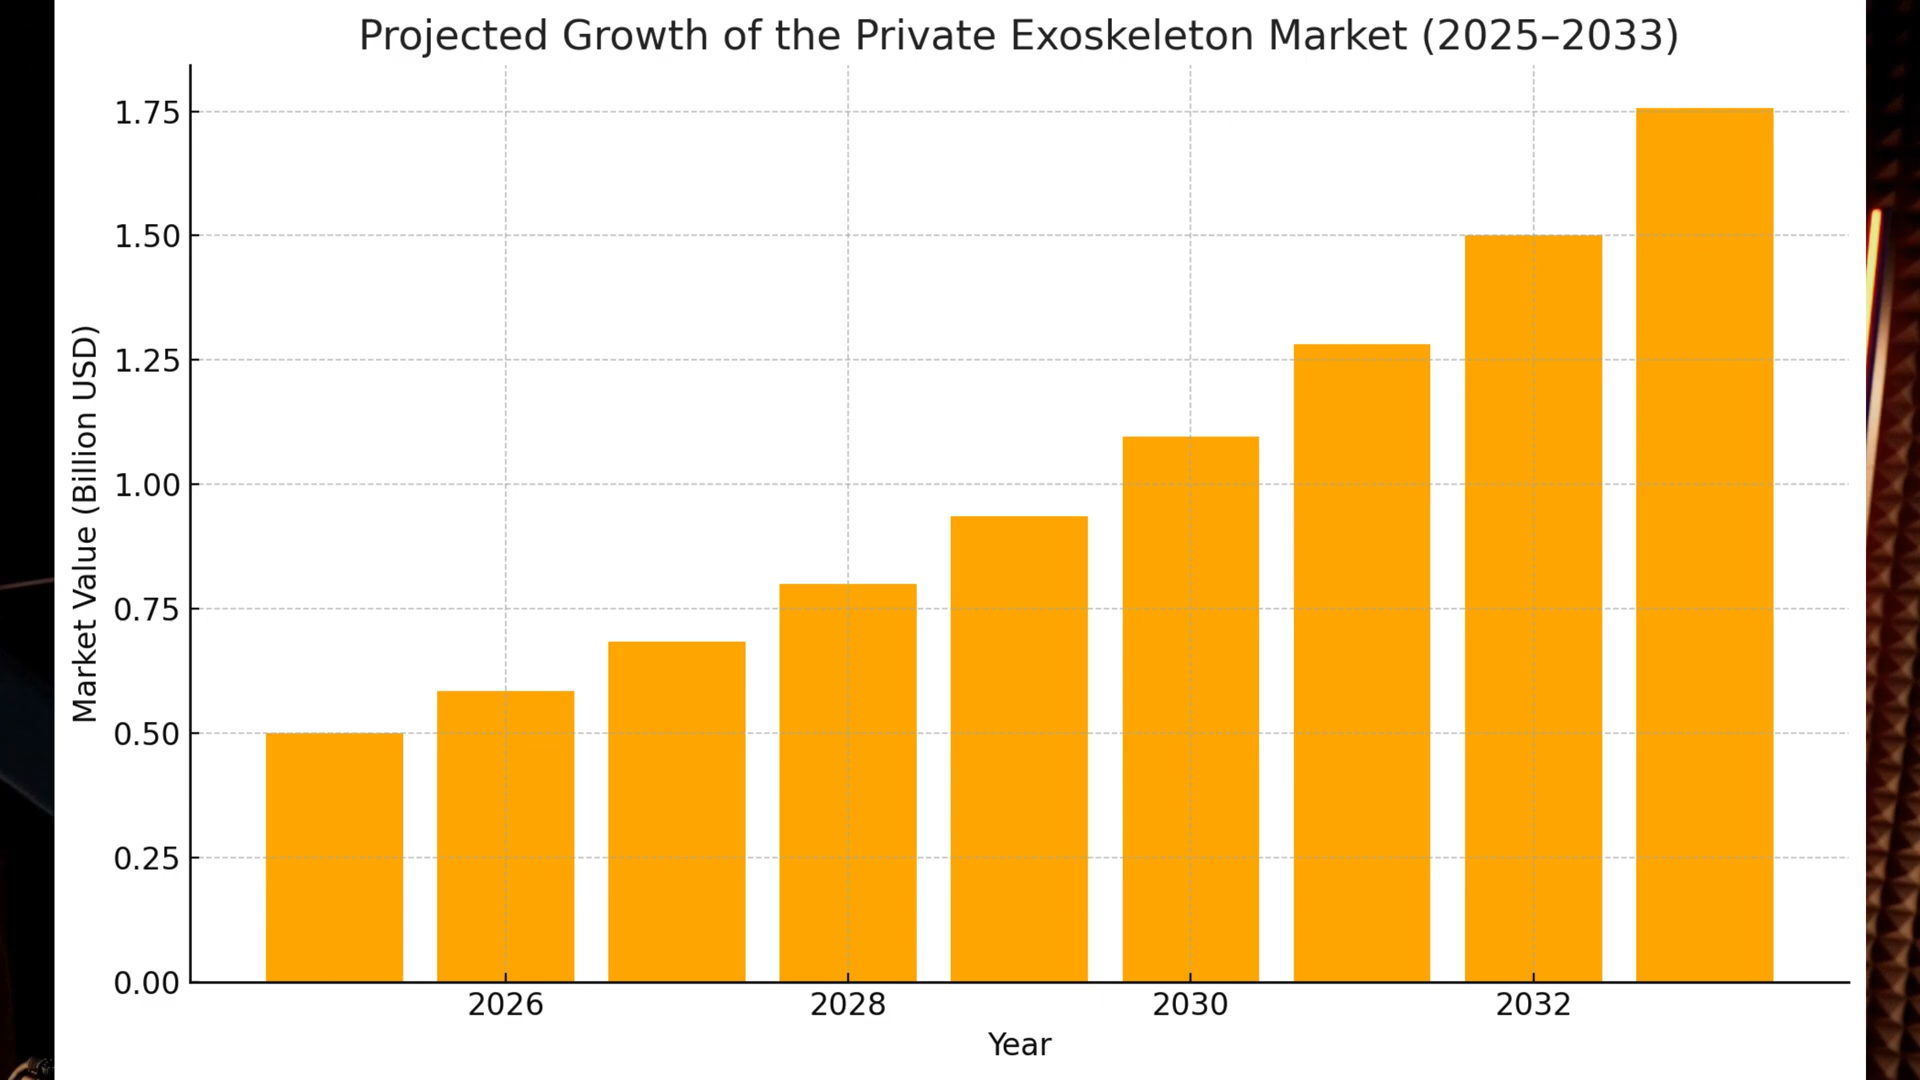 Projected Growth of the Private Exoskeleton Market (2025–2033)
Market Value (Billion USD)
1.75
1.50
1.25
1.00
0.75
0.50
0.25
0.00
2026 2028 2030 2032
Year